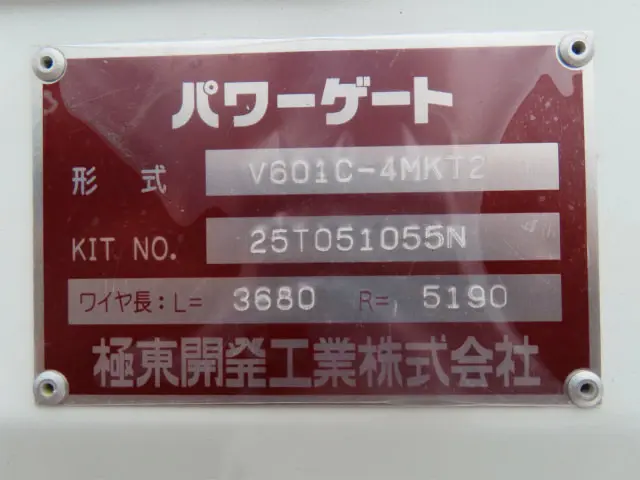 パワーゲート
形式 V601C-4MKT2
KIT NO. 25T051055N
ワイヤ長:L= 3680 R= 5190
極東開発工業株式会社